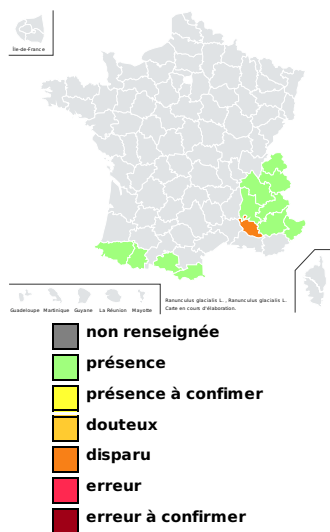 Île-de-France
Ranunculus glacialis L. , Ranunculus glacialis L.
Carte en cours d'élaboration.
Guadeloupe Martinique Guyane La Réunion Mayotte
non renseignée
présence
présence à confimer
douteux
disparu
erreur
erreur à confirmer